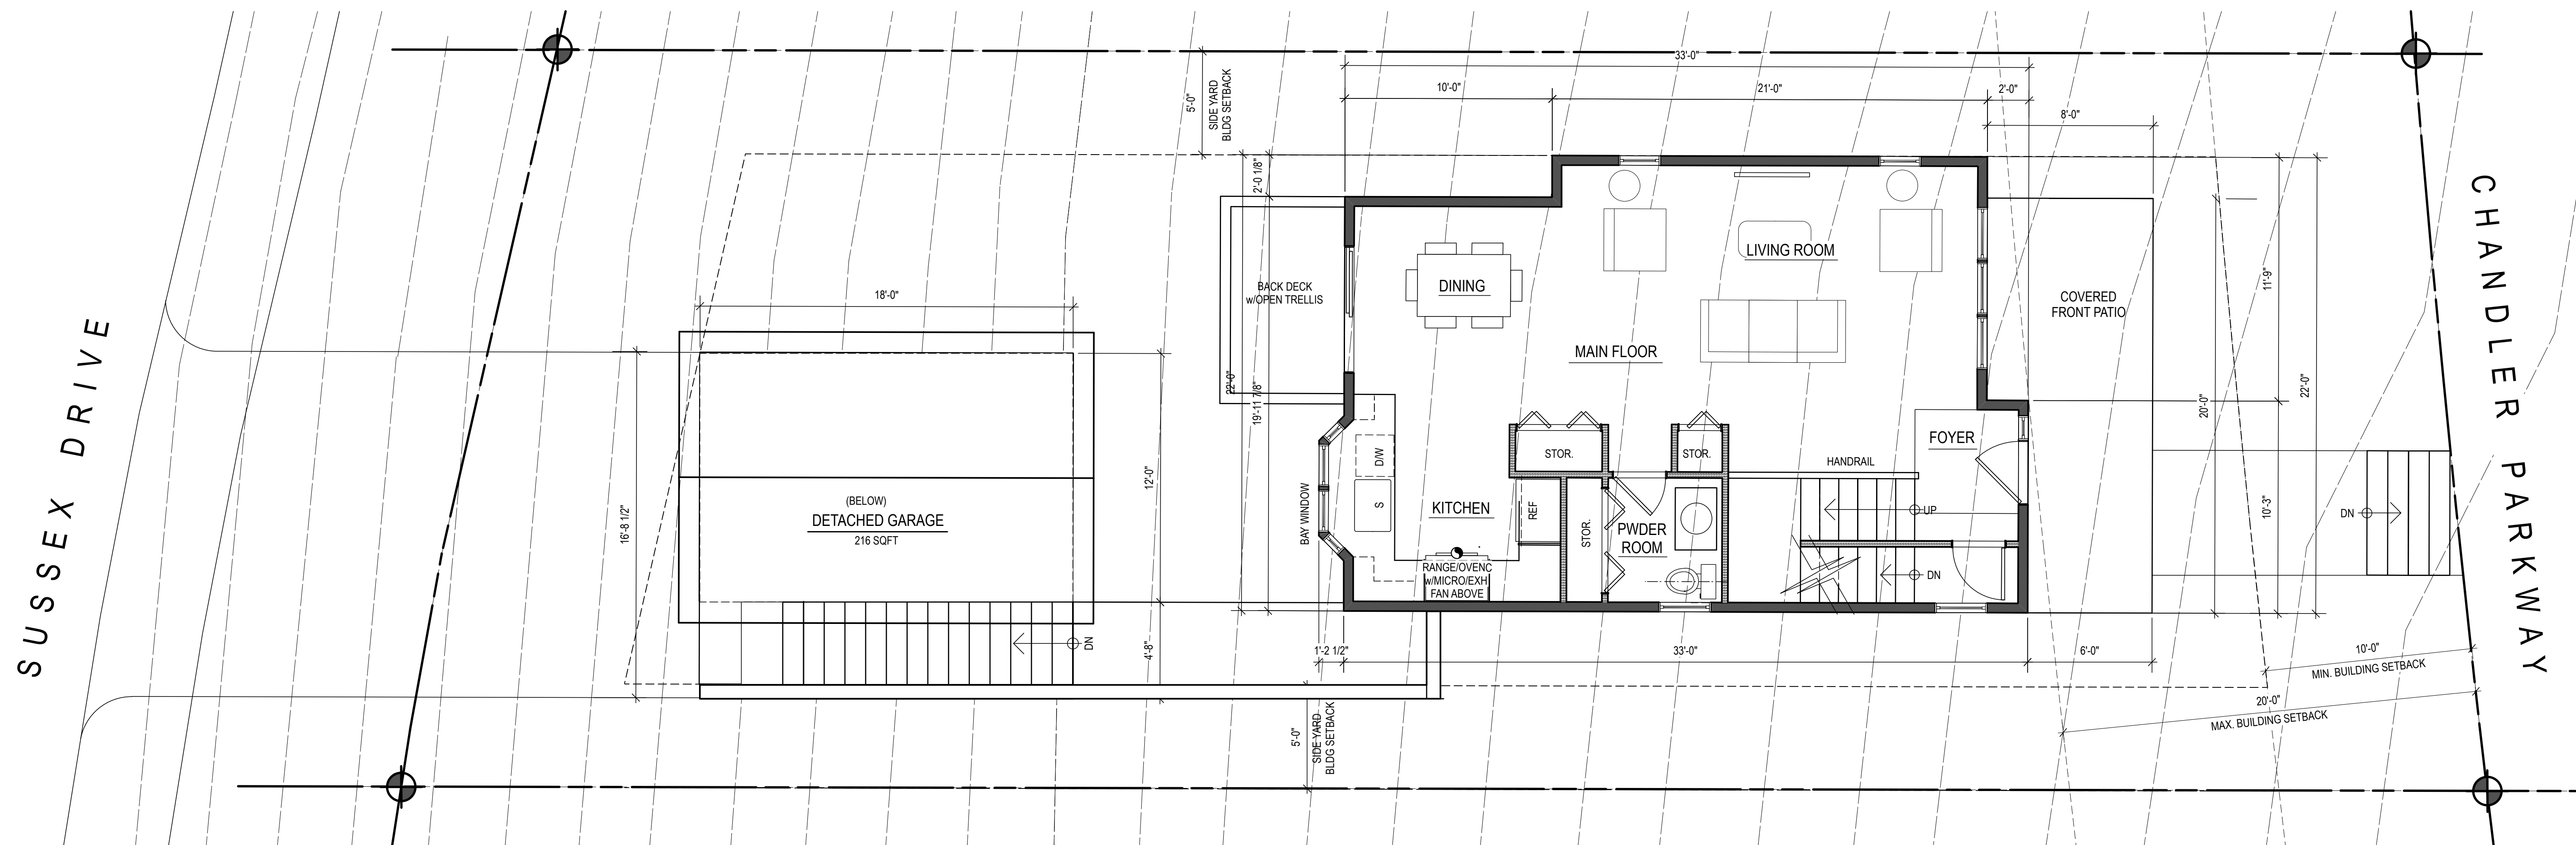 33'-0"
10'-0"
21'-0"
2'-0"
8'-0"
5'-0"
SIDE YARD
BLDG SETBACK
2'-0 1/8"
22'-0"
19'-11 7/8"
18'-0"
16'-8 1/2"
12'-0"
4'-8"
SUSSEX DRIVE
(BELOW)
DETACHED GARAGE
216 SQFT
DN
BACK DECK
w/OPEN TRELLIS
DINING
LIVING ROOM
MAIN FLOOR
COVERED
FRONT PATIO
FOYER
STOR.
STOR.
HANDRAIL
D/W
S
KITCHEN
REF
STOR.
PWDER
ROOM
UP
DN
BAY WINDOW
RANGE/OVENC
w/MICRO/EXH
FAN ABOVE
11'-9"
20'-0"
22'-0"
10'-3"
DN
CHANDLER PARKWAY
1'-2 1/2"
33'-0"
6'-0"
10'-0"
MIN. BUILDING SETBACK
20'-0"
MAX. BUILDING SETBACK
5'-0"
SIDE YARD
BLDG SETBACK